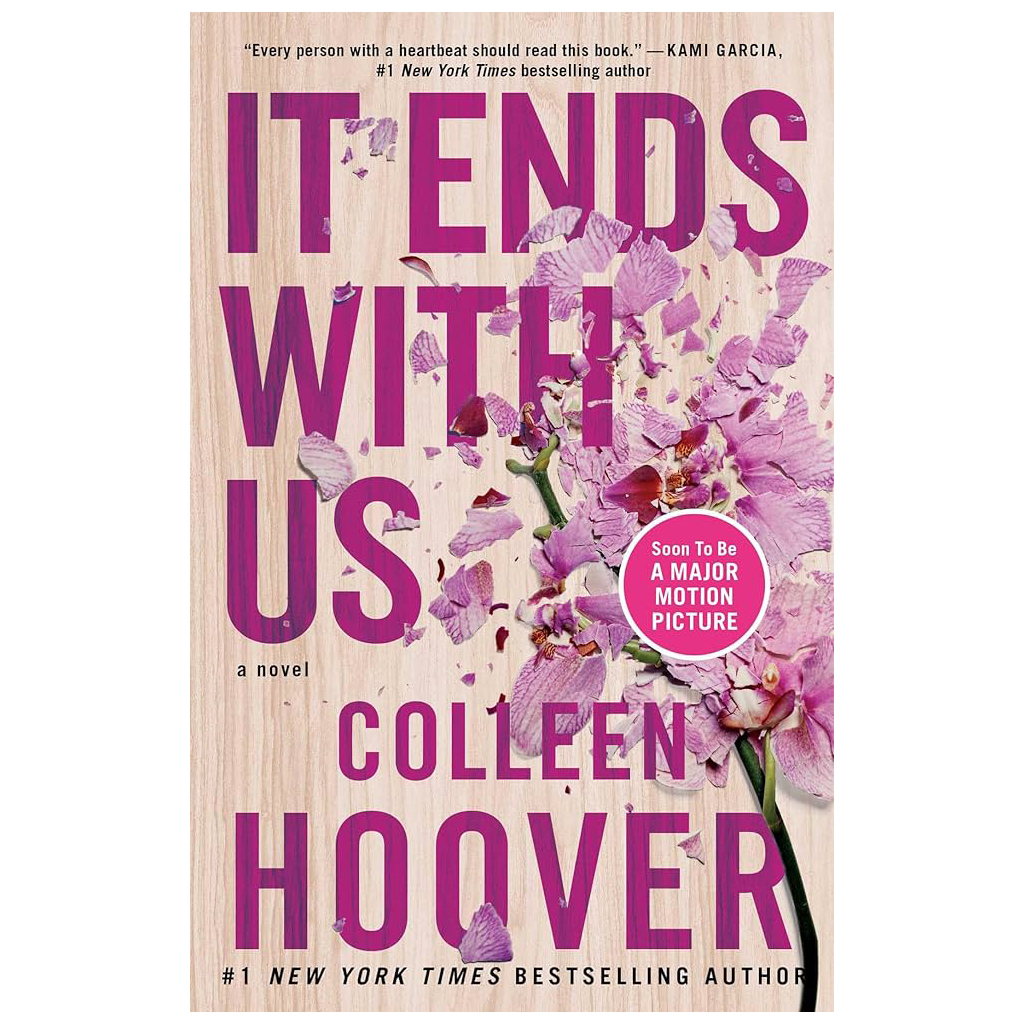 “Every person with a heartbeat should read this book.” —KAMI GARCIA,
#1 New York Times bestselling author
IT ENDS
WITH
US
a novel
Soon To Be
A MAJOR
MOTION
PICTURE
COLLEEN
HOOVER
#1 NEW YORK TIMES BESTSELLING AUTHOR